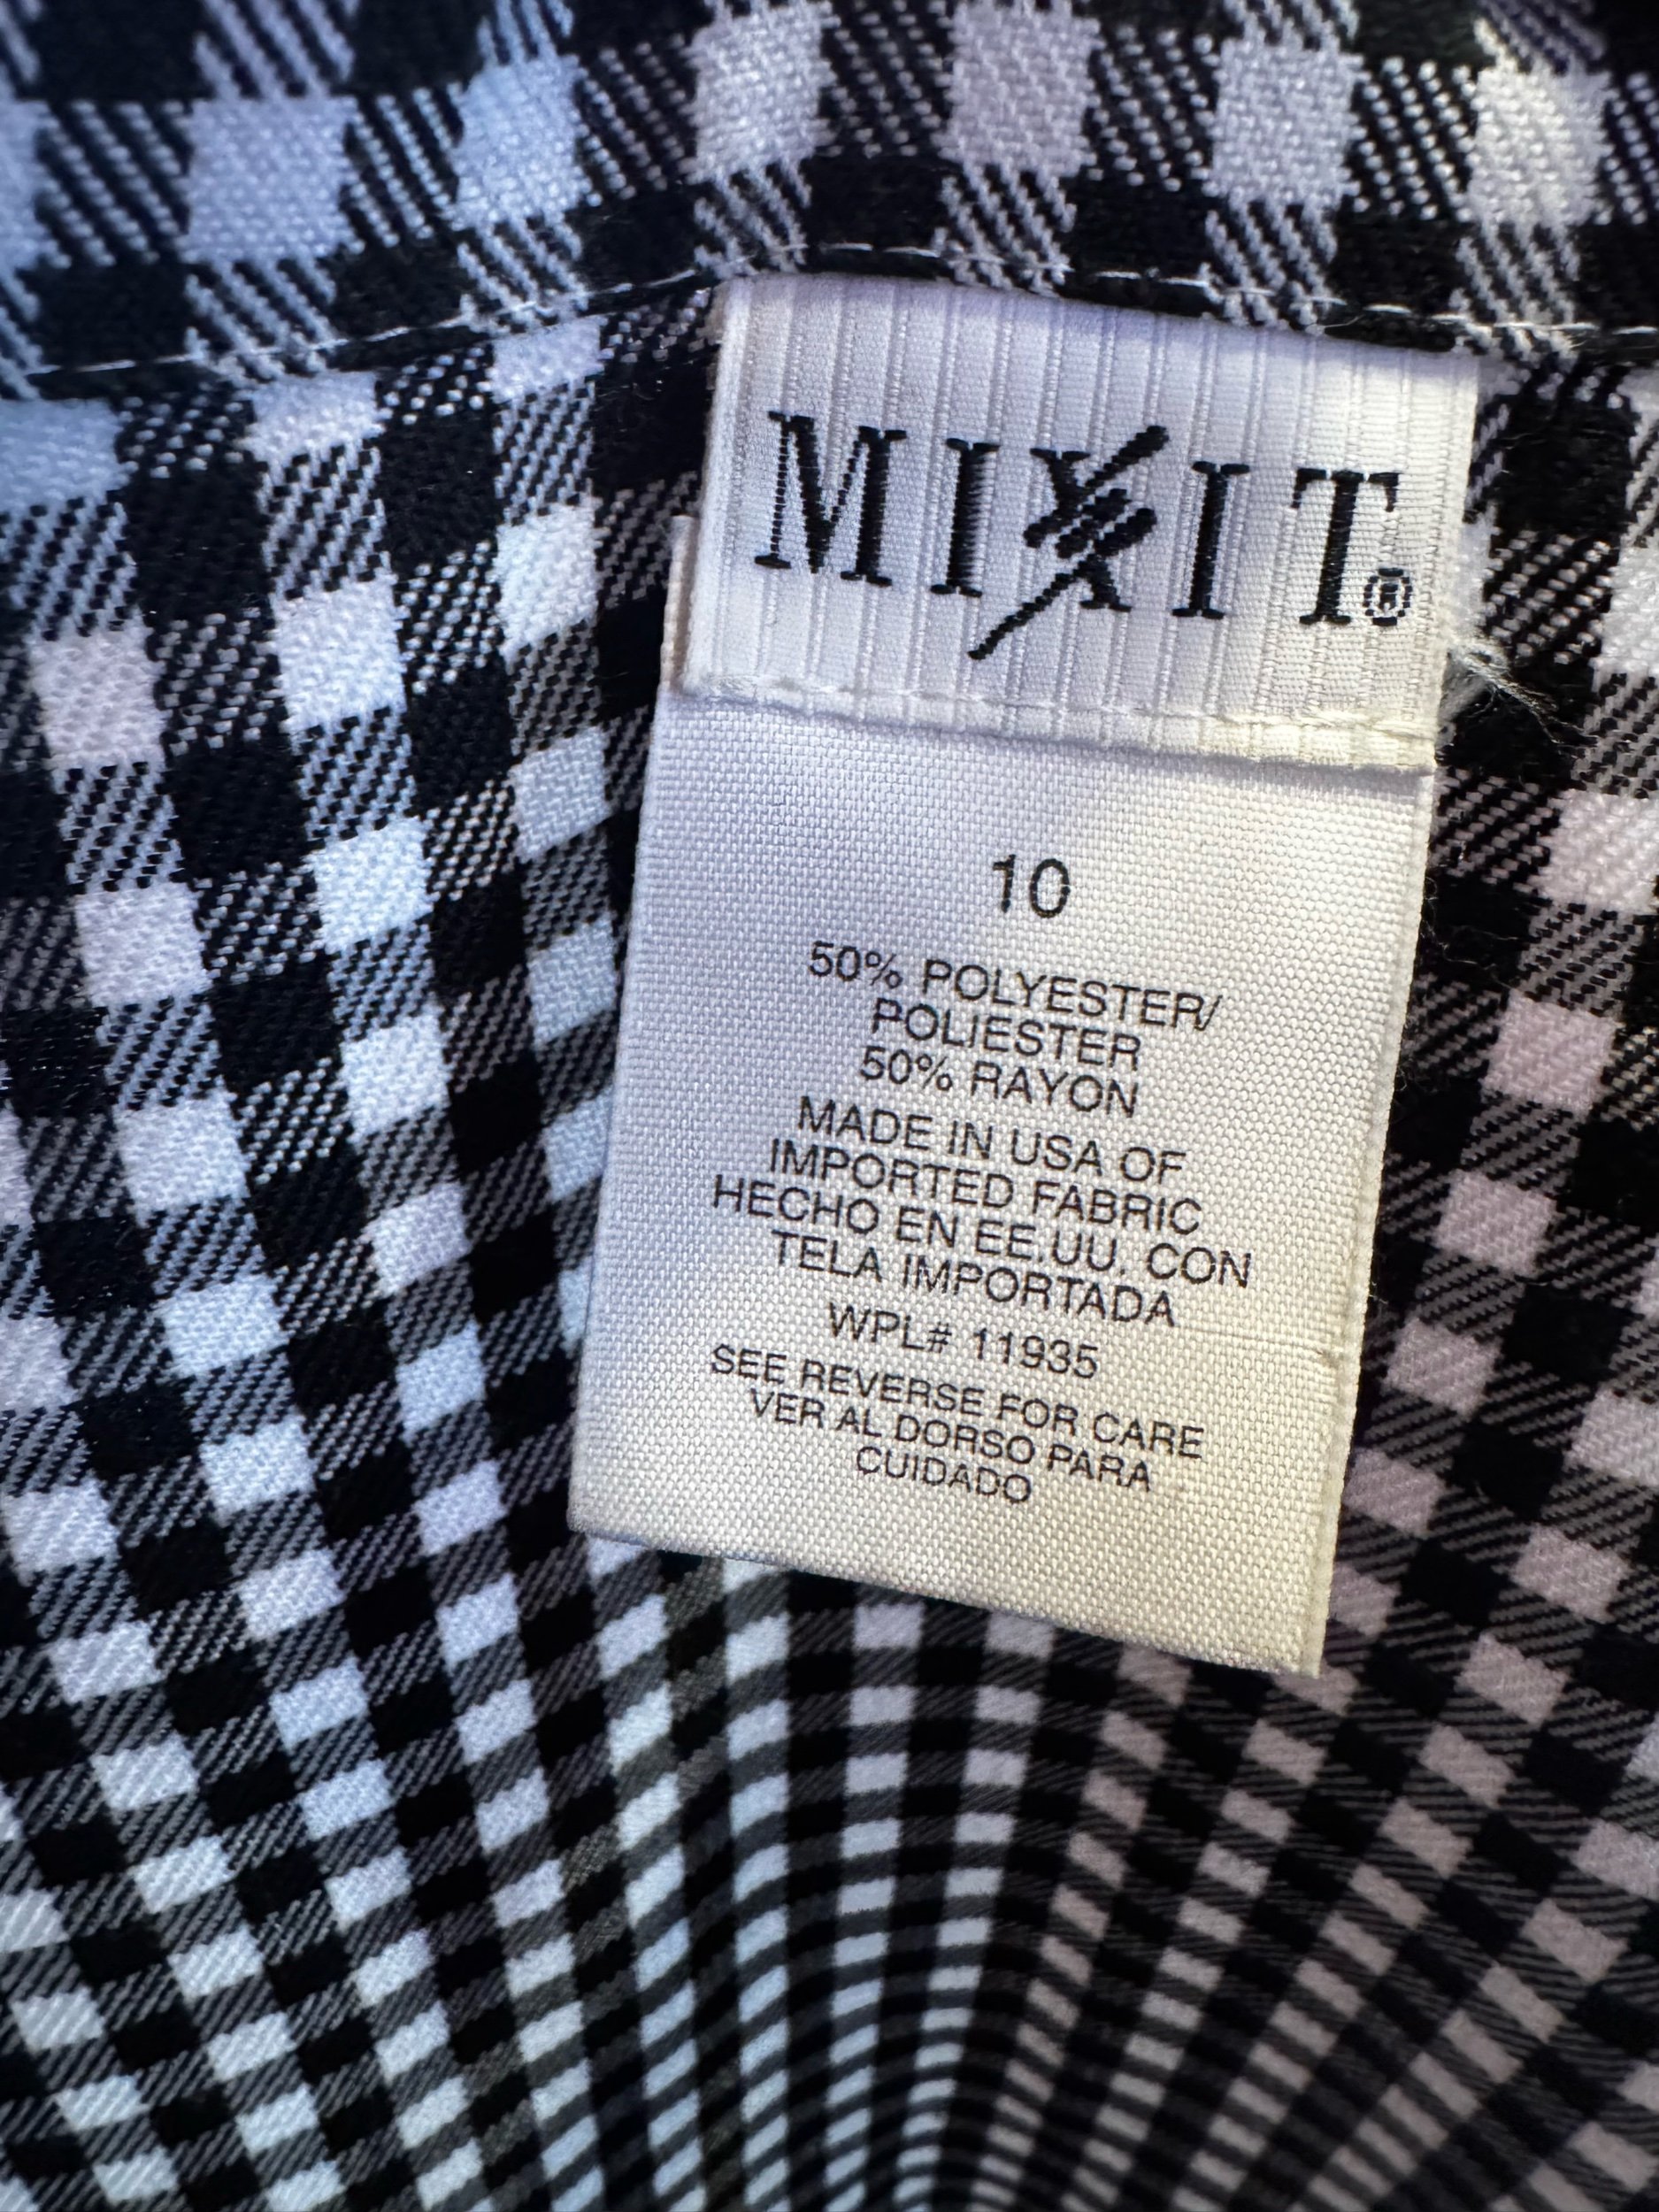 MIXIT®
10
50% POLYESTER/
POLIESTER
50% RAYON
MADE IN USA OF
IMPORTED FABRIC
HECHO EN EE.UU. CON
TELA IMPORTADA
WPL# 11935
SEE REVERSE FOR CARE
VER AL DORSO PARA
CUIDADO